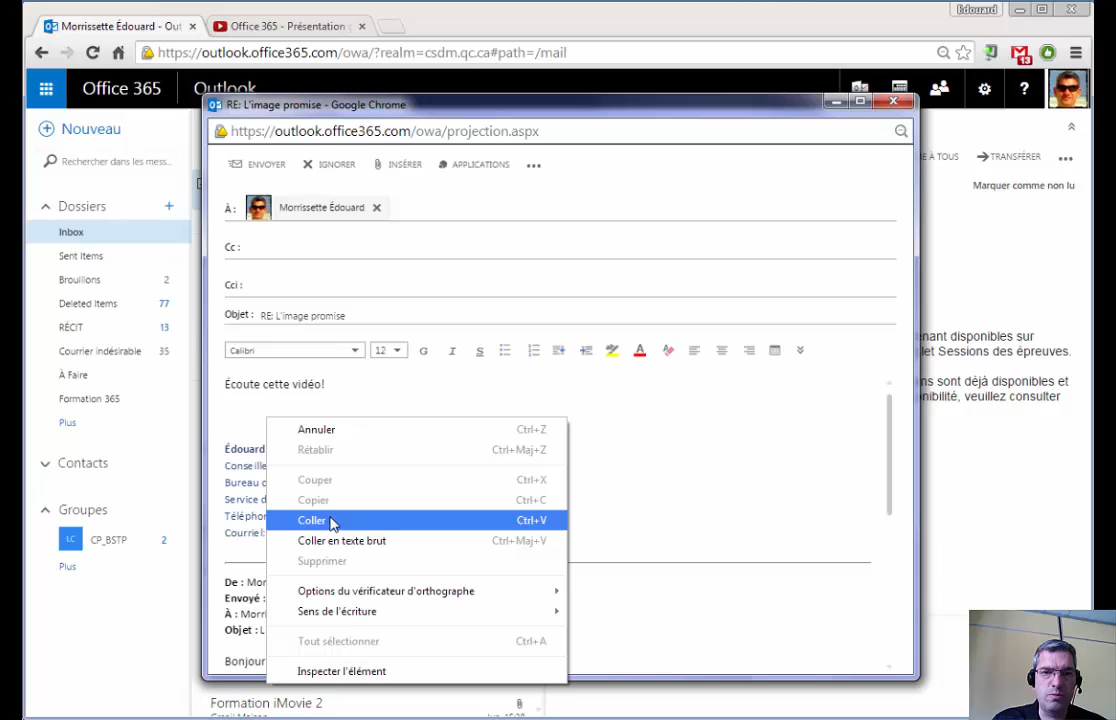 Edouard
Morrissette Édouard - Out
Office 365 - Présentation
https://outlook.office365.com/owa/?realm=csdm.qc.ca#path=/mail
13
Office 365
Outlook
RE: L'image promise - Google Chrome
https://outlook.office365.com/owa/projection.aspx
Nouveau
Rechercher dans les mess...
Dossiers
Inbox
Sent Items
Brouillons 2
Deleted Items 77
RÉCIT 13
Courrier indésirable 35
À Faire
Formation 365
Plus
Contacts
Groupes
LC CP_BSTP 2
Plus
ENVOYER IGNORER INSÉRER APPLICATIONS
À : Morrissette Édouard
Cc :
Cci :
Objet : RE: L'image promise
Calibri 12 G I S A
Écoute cette vidéo!
Édouard
Conseille
Bureau d
Service d
Téléphon
Courriel:
De : Mor
Envoyé :
À : Morri
Objet : L
Bonjour
Annuler Ctrl+Z
Rétablir Ctrl+Maj+Z
Couper Ctrl+X
Copier Ctrl+C
Coller Ctrl+V
Coller en texte brut Ctrl+Maj+V
Supprimer
Options du vérificateur d'orthographe
Sens de l'écriture
Tout sélectionner Ctrl+A
Inspecter l'élément
E À TOUS TRANSFÉRER
Marquer comme non lu
enant disponibles sur
let Sessions des épreuves.
ns sont déjà disponibles et
onibilité, veuillez consulter
Formation iMovie 2